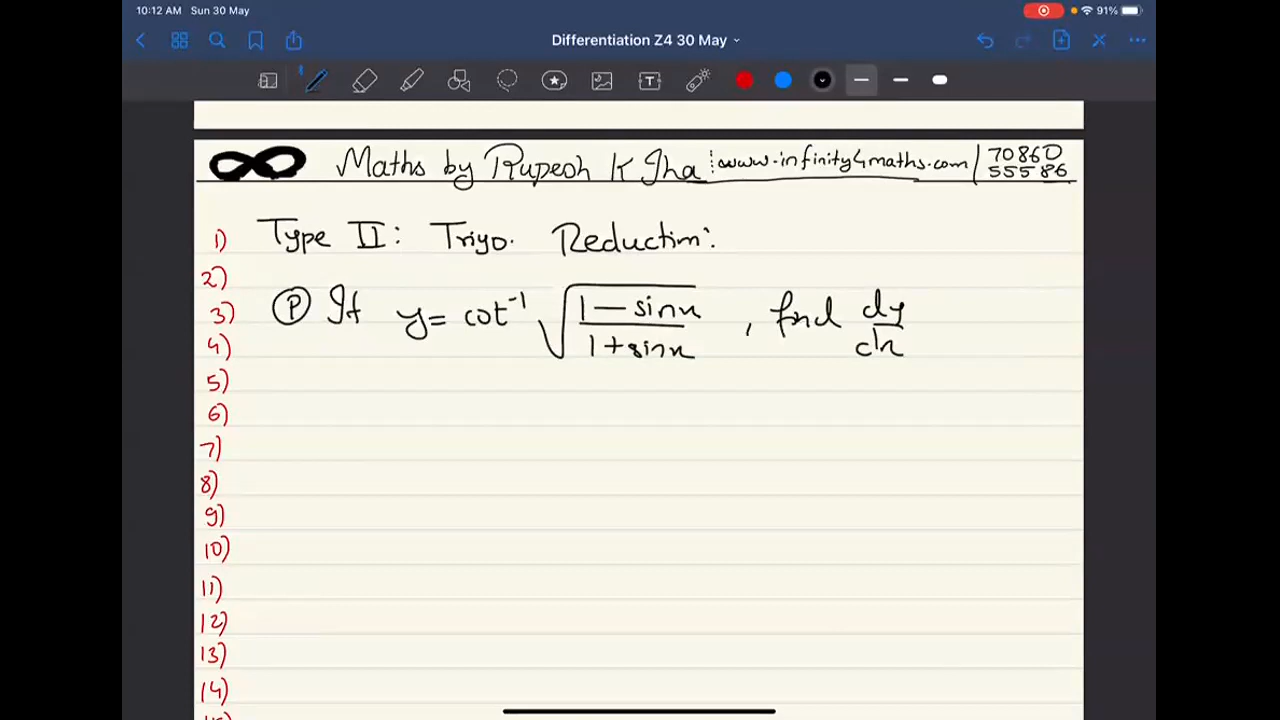 10:12 AM Sun 30 May
91%
Differentiation Z4 30 May
T
∞ Maths by Rupesh K Jha www.infinity4maths.com / 70860 55586
1) Type II: Trigo. Reduction:
2)
3) Ⓟ If y = cot⁻¹ √((1 - sinx)/(1 + sinx)), find dy/dx
4)
5)
6)
7)
8)
9)
10)
11)
12)
13)
14)